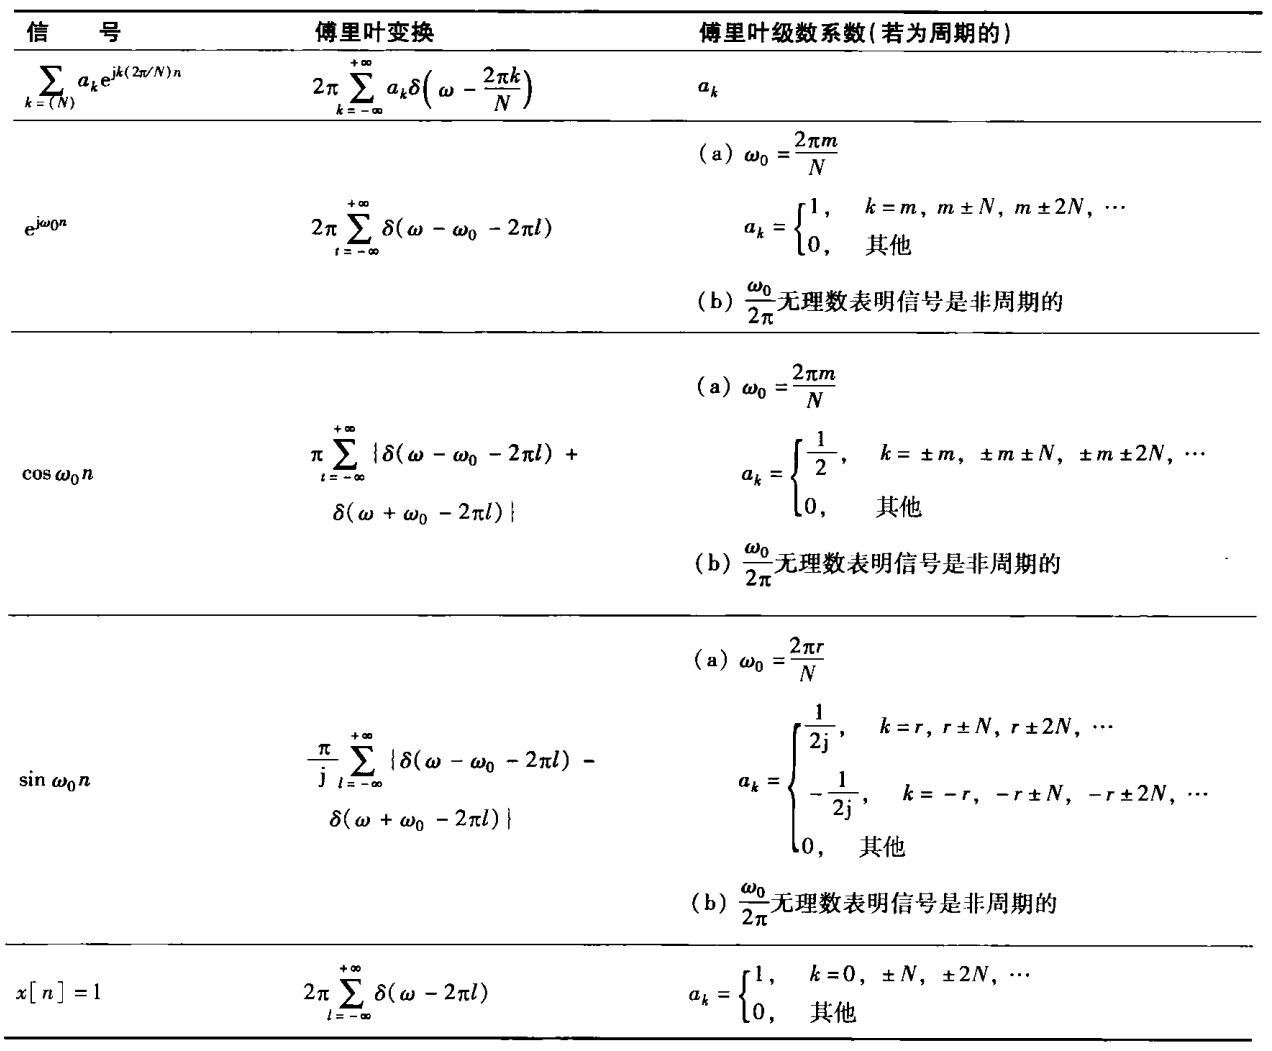 信 号 傅里叶变换 傅里叶级数系数(若为周期的)
$\sum_{k=\langle N\rangle} a_k e^{jk(2\pi/N)n}$ $2\pi\sum_{k=-\infty}^{+\infty} a_k\delta\left(\omega-\frac{2\pi k}{N}\right)$ $a_k$
(a) $\omega_0=\frac{2\pi m}{N}$
$e^{j\omega_0 n}$ $2\pi\sum_{l=-\infty}^{+\infty}\delta(\omega-\omega_0-2\pi l)$ $a_k=\begin{cases}1, & k=m, m\pm N, m\pm 2N, \cdots\\0, & 其他\end{cases}$
(b) $\frac{\omega_0}{2\pi}$无理数表明信号是非周期的
(a) $\omega_0=\frac{2\pi m}{N}$
$\cos\omega_0 n$ $\pi\sum_{l=-\infty}^{+\infty}\{\delta(\omega-\omega_0-2\pi l)+$ $a_k=\begin{cases}\frac{1}{2}, & k=\pm m, \pm m\pm N, \pm m\pm 2N, \cdots\\0, & 其他\end{cases}$
$\delta(\omega+\omega_0-2\pi l)\}$
(b) $\frac{\omega_0}{2\pi}$无理数表明信号是非周期的
(a) $\omega_0=\frac{2\pi r}{N}$
$\sin\omega_0 n$ $\frac{\pi}{j}\sum_{l=-\infty}^{+\infty}\{\delta(\omega-\omega_0-2\pi l)-$ $a_k=\begin{cases}\frac{1}{2j}, & k=r, r\pm N, r\pm 2N, \cdots\\-\frac{1}{2j}, & k=-r, -r\pm N, -r\pm 2N, \cdots\\0, & 其他\end{cases}$
$\delta(\omega+\omega_0-2\pi l)\}$
(b) $\frac{\omega_0}{2\pi}$无理数表明信号是非周期的
$x[n]=1$ $2\pi\sum_{l=-\infty}^{+\infty}\delta(\omega-2\pi l)$ $a_k=\begin{cases}1, & k=0, \pm N, \pm 2N, \cdots\\0, & 其他\end{cases}$